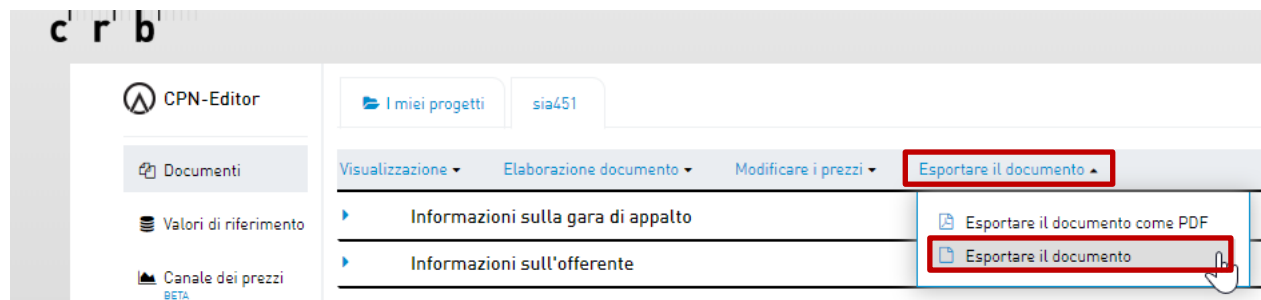 c r b
CPN-Editor
I miei progetti
sia451
Documenti
Visualizzazione
Elaborazione documento
Modificare i prezzi
Esportare il documento
Valori di riferimento
Informazioni sulla gara di appalto
Esportare il documento come PDF
Canale dei prezzi
BETA
Informazioni sull'offerente
Esportare il documento